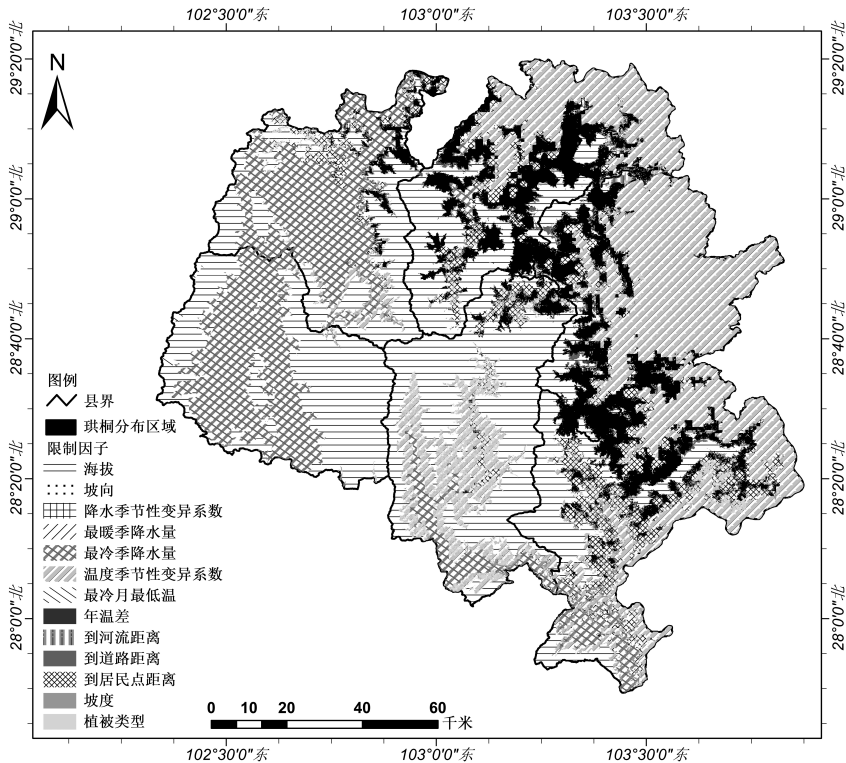 102°30'0"东 103°0'0"东 103°30'0"东
29°20'0"北 29°20'0"北
N
29°0'0"北 29°0'0"北
28°40'0"北 28°40'0"北
图例
县界
珙桐分布区域
限制因子
海拔
28°20'0"北 28°20'0"北
坡向
降水季节性变异系数
最暖季降水量
最冷季降水量
温度季节性变异系数
最冷月最低温
年温差
28°0'0"北 28°0'0"北
到河流距离
到道路距离
到居民点距离
坡度
植被类型
0 10 20 40 60
千米
102°30'0"东 103°0'0"东 103°30'0"东